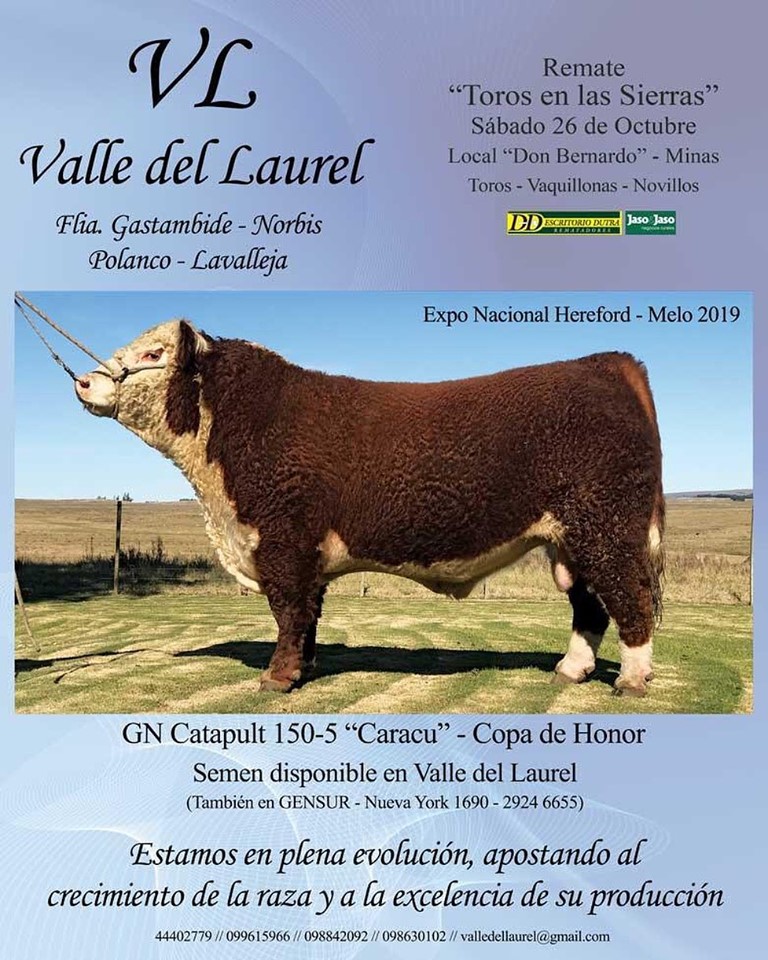 VL
Valle del Laurel
Flia. Gastambide - Norbis
Polanco - Lavalleja
Remate
“Toros en las Sierras”
Sábado 26 de Octubre
Local “Don Bernardo” - Minas
Toros - Vaquillonas - Novillos
DD ESCRITORIO DUTRA
REMATADORES
Jaso&Jaso
negocios rurales
Expo Nacional Hereford - Melo 2019
GN Catapult 150-5 “Caracu” - Copa de Honor
Semen disponible en Valle del Laurel
(También en GENSUR - Nueva York 1690 - 2924 6655)
Estamos en plena evolución, apostando al
crecimiento de la raza y a la excelencia de su producción
44402779 // 099615966 // 098842092 // 098630102 // valledellaurel@gmail.com